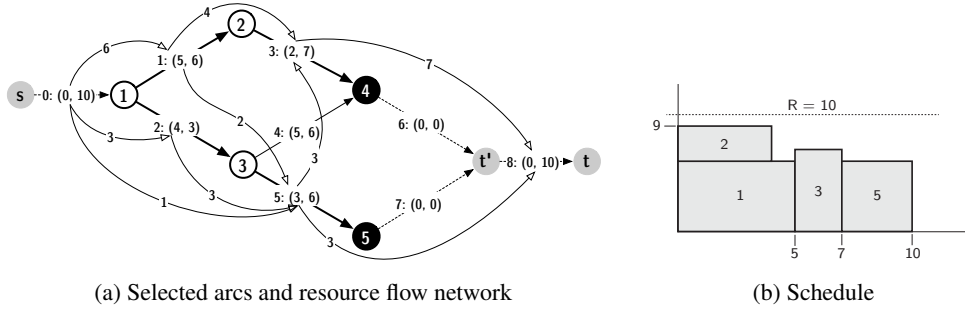 4
2
6
3: (2, 7)
7
1: (5, 6)
s
0: (0, 10)
1
4
2
6: (0, 0)
2: (4, 3)
4: (5, 6)
3
3
3
t'
8: (0, 10)
t
3
5: (3, 6)
7: (0, 0)
1
5
3
(a) Selected arcs and resource flow network
R = 10
9
2
1
3
5
5
7
10
(b) Schedule